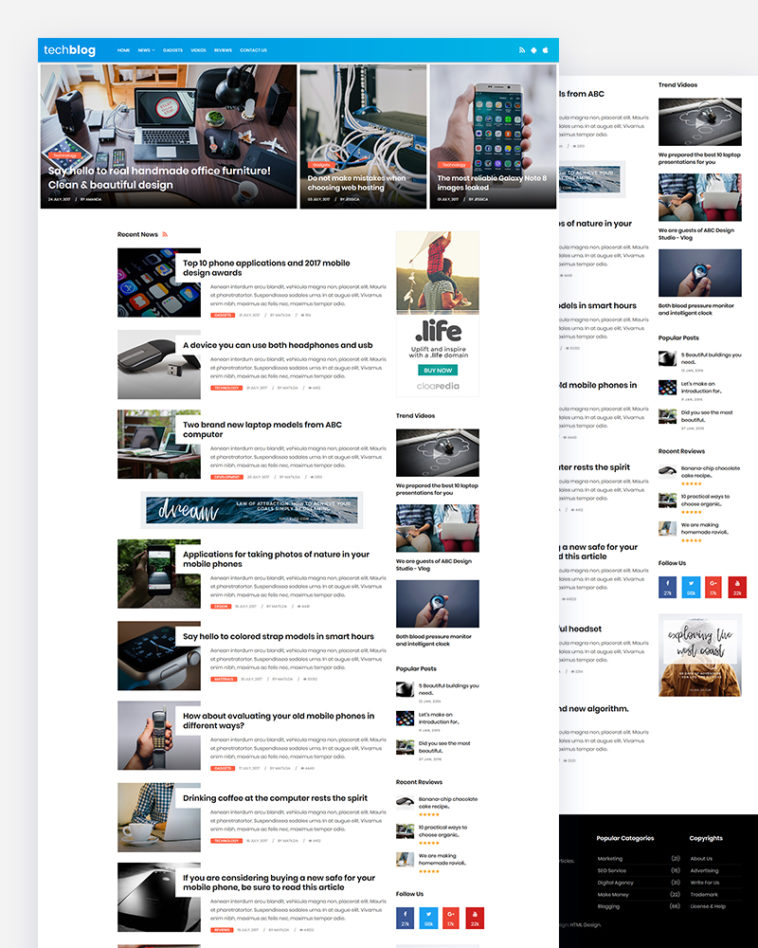 techblog
HOME
NEWS
GADGETS
VIDEOS
REVIEWS
CONTACT US
Technology
Say hello to real handmade office furniture!
Clean & beautiful design
24 JULY, 2017 / BY AMANDA
Gadgets
Do not make mistakes when
choosing web hosting
03 JULY, 2017 / BY JESSICA
Technology
The most reliable Galaxy Note 8
images leaked
01 JULY, 2017 / BY JESSICA
Recent News
Top 10 phone applications and 2017 mobile
design awards
Aenean interdum arcu blandit, vehicula magna non, placerat elit. Mauris
et pharetratortor. Suspendissea sodales urna. In at augue elit. Vivamus
enim nibh, maximus ac felis nec, maximus tempor odio.
GADGETS 21 JULY, 2017 / BY MATILDA
A device you can use both headphones and usb
Aenean interdum arcu blandit, vehicula magna non, placerat elit. Mauris
et pharetratortor. Suspendissea sodales urna. In at augue elit. Vivamus
enim nibh, maximus ac felis nec, maximus tempor odio.
TECHNOLOGY 21 JULY, 2017 / BY MATILDA
Two brand new laptop models from ABC
computer
Aenean interdum arcu blandit, vehicula magna non, placerat elit. Mauris
et pharetratortor. Suspendissea sodales urna. In at augue elit. Vivamus
enim nibh, maximus ac felis nec, maximus tempor odio.
DEVELOPMENT 20 JULY, 2017 / BY MATILDA
dream
LAW OF ATTRACTION: HOW TO ACHIEVE YOUR
GOALS SIMPLY BY DREAMING
Applications for taking photos of nature in your
mobile phones
Aenean interdum arcu blandit, vehicula magna non, placerat elit. Mauris
et pharetratortor. Suspendissea sodales urna. In at augue elit. Vivamus
enim nibh, maximus ac felis nec, maximus tempor odio.
DESIGN 19 JULY, 2017 / BY MATILDA
Say hello to colored strap models in smart hours
Aenean interdum arcu blandit, vehicula magna non, placerat elit. Mauris
et pharetratortor. Suspendissea sodales urna. In at augue elit. Vivamus
enim nibh, maximus ac felis nec, maximus tempor odio.
MATERIALS / BY MATILDA
How about evaluating your old mobile phones in
different ways?
Aenean interdum arcu blandit, vehicula magna non, placerat elit. Mauris
et pharetratortor. Suspendissea sodales urna. In at augue elit. Vivamus
enim nibh, maximus ac felis nec, maximus tempor odio.
GADGETS 17 JULY, 2017 / BY MATILDA
Drinking coffee at the computer rests the spirit
Aenean interdum arcu blandit, vehicula magna non, placerat elit. Mauris
et pharetratortor. Suspendissea sodales urna. In at augue elit. Vivamus
enim nibh, maximus ac felis nec, maximus tempor odio.
TECHNOLOGY 16 JULY, 2017 / BY MATILDA
If you are considering buying a new safe for your
mobile phone, be sure to read this article
Aenean interdum arcu blandit, vehicula magna non, placerat elit. Mauris
et pharetratortor. Suspendissea sodales urna. In at augue elit. Vivamus
enim nibh, maximus ac felis nec, maximus tempor odio.
REVIEWS 15 JULY, 2017 / BY MATILDA
.life
Uplift and inspire
with a .life domain
BUY NOW
cloapedia
Trend Videos
We prepared the best 10 laptop
presentations for you
We are guests of ABC Design
Studio - Vlog
Both blood pressure monitor
and intelligent clock
Popular Posts
5 Beautiful buildings you
need..
Let's make an
introduction for..
Did you see the most
beautiful..
Recent Reviews
Banana-chip chocolate
cake recipe..
10 practical ways to
choose organic..
We are making
homemade ravioli..
Follow Us
27k
98k
17k
22k
ls from ABC
s of nature in your
dels in smart hours
ld mobile phones in
ter rests the spirit
g a new safe for your
d this article
ul headset
nd new algorithm.
Trend Videos
We prepared the best 10 laptop
presentations for you
We are guests of ABC Design
Studio - Vlog
Both blood pressure monitor
and intelligent clock
Popular Posts
5 Beautiful buildings you
need..
Let's make an
introduction for..
Did you see the most
beautiful..
Recent Reviews
Banana-chip chocolate
cake recipe..
10 practical ways to
choose organic..
We are making
homemade ravioli..
Follow Us
27k
98k
17k
22k
exploring the
west coast
Popular Categories
Marketing (21)
SEO Service (15)
Digital Agency (31)
Make Money (22)
Blogging (66)
Copyrights
About Us
Advertising
Write For Us
Trademark
License & Help
HTML Design